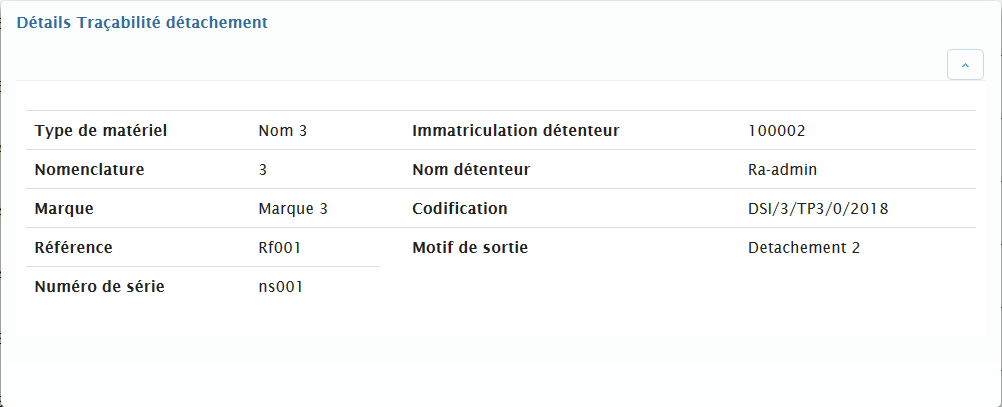 Détails Traçabilité détachement
Type de matériel Nom 3 Immatriculation détenteur 100002
Nomenclature 3 Nom détenteur Ra-admin
Marque Marque 3 Codification DSI/3/TP3/0/2018
Référence Rf001 Motif de sortie Detachement 2
Numéro de série ns001